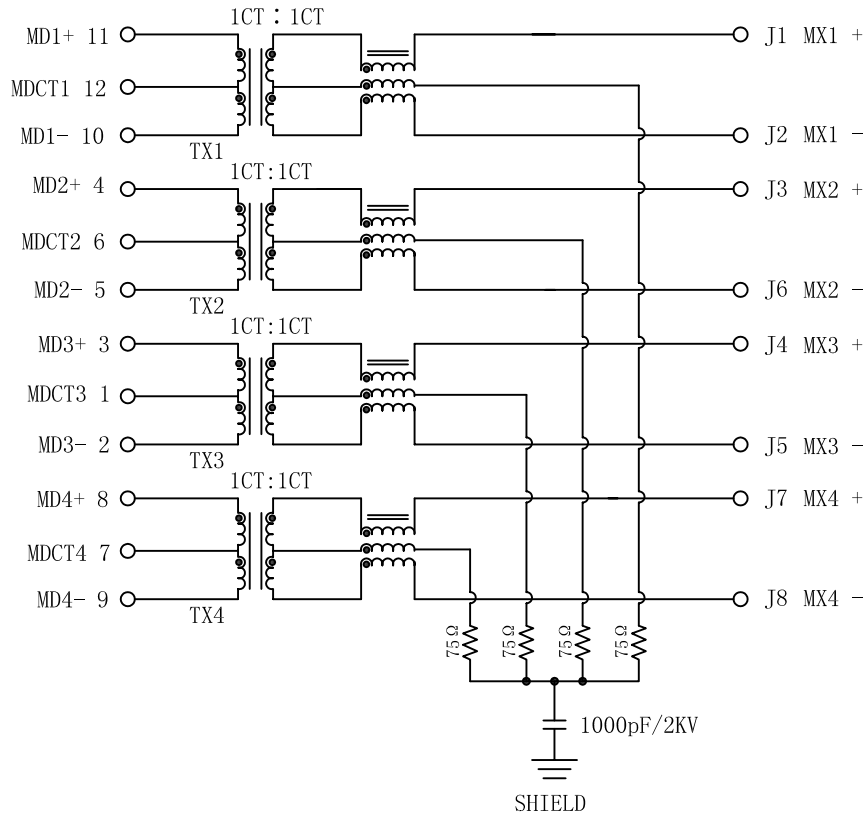 1CT : 1CT
MD1+ 11
J1 MX1 +
MDCT1 12
MD1- 10
J2 MX1 -
TX1
1CT:1CT
MD2+ 4
J3 MX2 +
MDCT2 6
MD2- 5
J6 MX2 -
TX2
1CT:1CT
MD3+ 3
J4 MX3 +
MDCT3 1
MD3- 2
J5 MX3 -
TX3
1CT:1CT
MD4+ 8
J7 MX4 +
MDCT4 7
MD4- 9
J8 MX4 -
TX4
75Ω
75Ω
75Ω
75Ω
1000pF/2KV
SHIELD